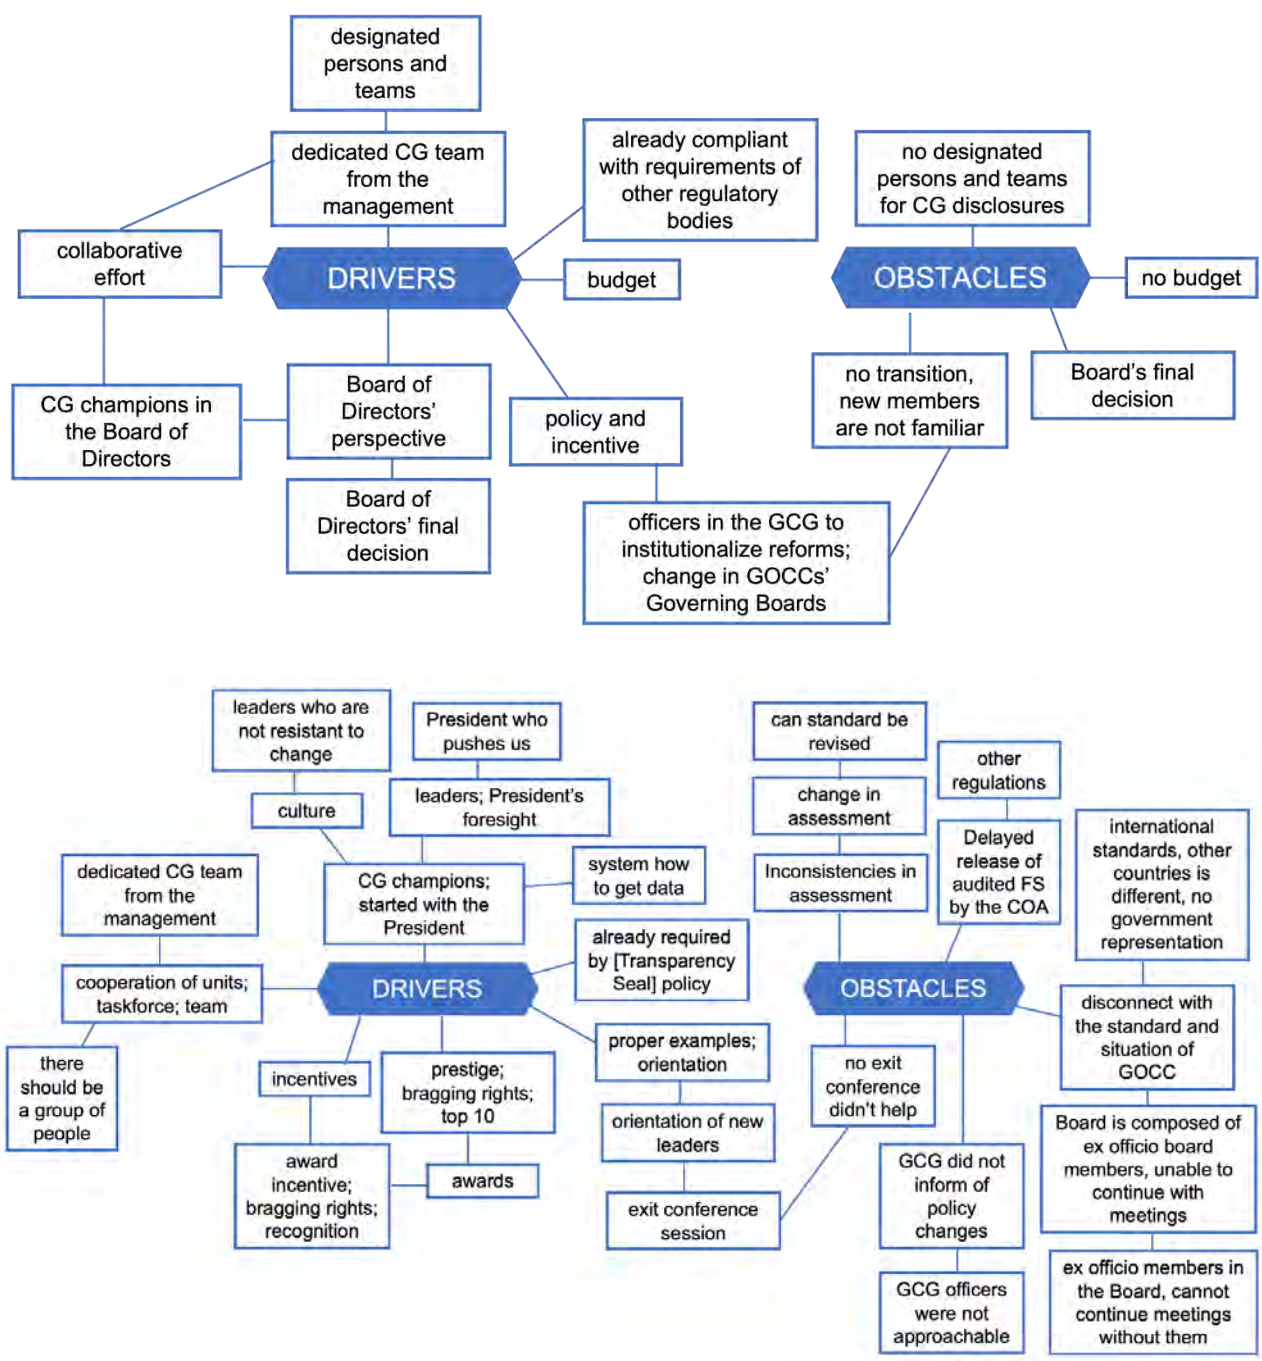 designated
persons and
teams
dedicated CG team
from the
management
already compliant
with requirements of
other regulatory
bodies
collaborative
effort
DRIVERS
budget
CG champions in
the Board of
Directors
Board of
Directors’
perspective
policy and
incentive
Board of
Directors’ final
decision
officers in the GCG to
institutionalize reforms;
change in GOCCs’
Governing Boards
no designated
persons and teams
for CG disclosures
OBSTACLES
no budget
no transition,
new members
are not familiar
Board’s final
decision
leaders who are
not resistant to
change
President who
pushes us
culture
leaders; President’s
foresight
dedicated CG team
from the
management
CG champions;
started with the
President
system how
to get data
already required
by [Transparency
Seal] policy
cooperation of units;
taskforce; team
DRIVERS
there
should be
a group of
people
incentives
prestige;
bragging rights;
top 10
proper examples;
orientation
orientation of new
leaders
award
incentive;
bragging rights;
recognition
awards
exit conference
session
can standard be
revised
other
regulations
change in
assessment
Delayed
release of
audited FS
by the COA
international
standards, other
countries is
different, no
government
representation
Inconsistencies in
assessment
OBSTACLES
disconnect with
the standard and
situation of
GOCC
no exit
conference
didn’t help
GCG did not
inform of
policy
changes
Board is composed of
ex officio board
members, unable to
continue with
meetings
GCG officers
were not
approachable
ex officio members in
the Board, cannot
continue meetings
without them